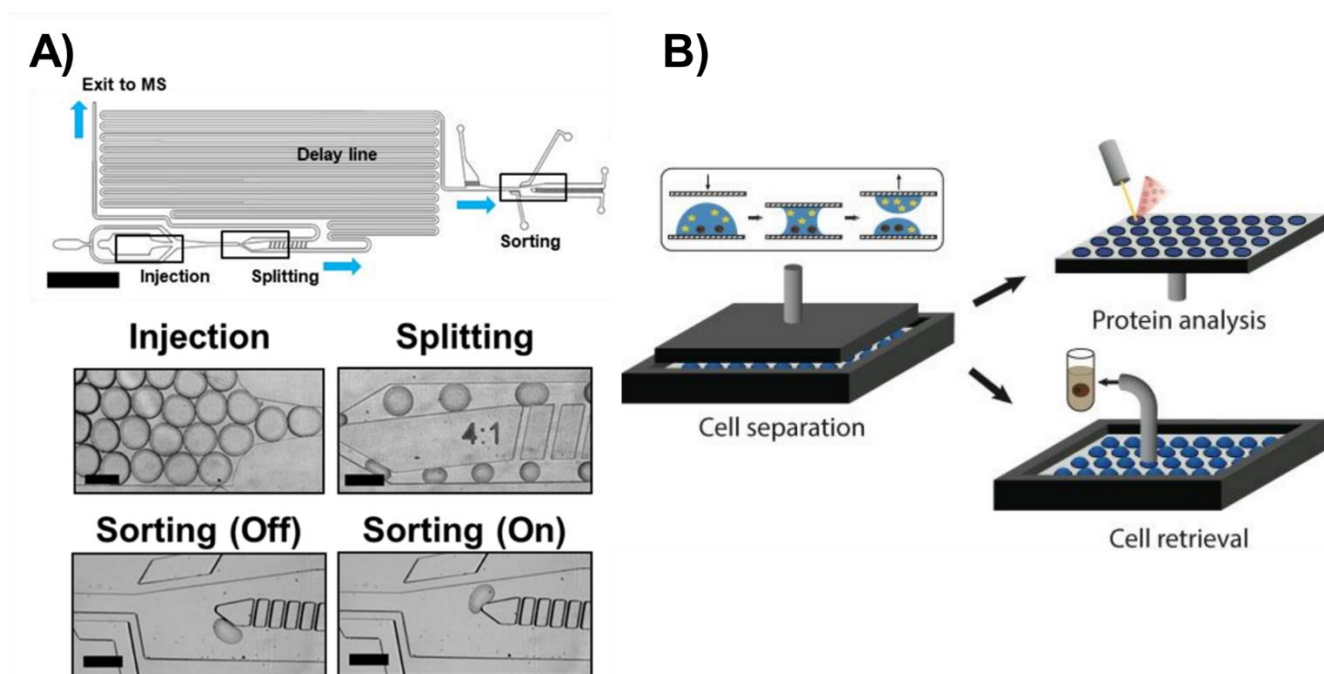 A)
Exit to MS
Delay line
Sorting
Injection
Splitting
Injection
Splitting
4:1
Sorting (Off)
Sorting (On)
B)
Cell separation
Protein analysis
Cell retrieval